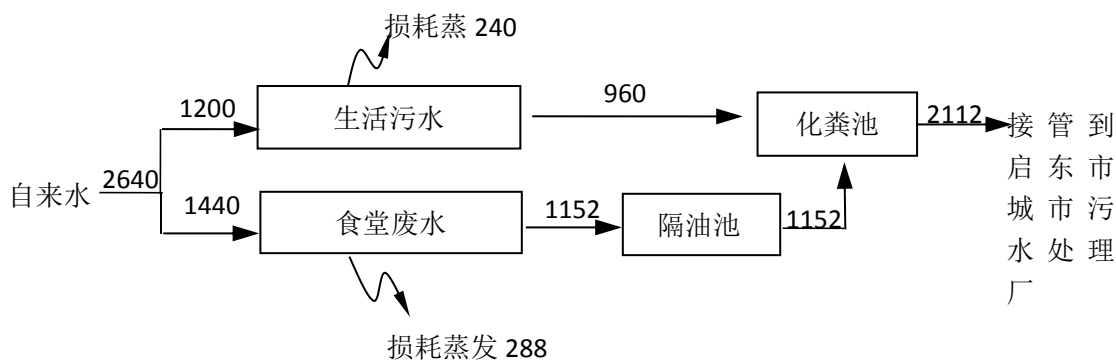 损耗蒸 240
1200
生活污水
960
化粪池
2112
接管到
启东市
城市污
水处理
厂
自来水
2640
1440
食堂废水
1152
隔油池
1152
损耗蒸发 288